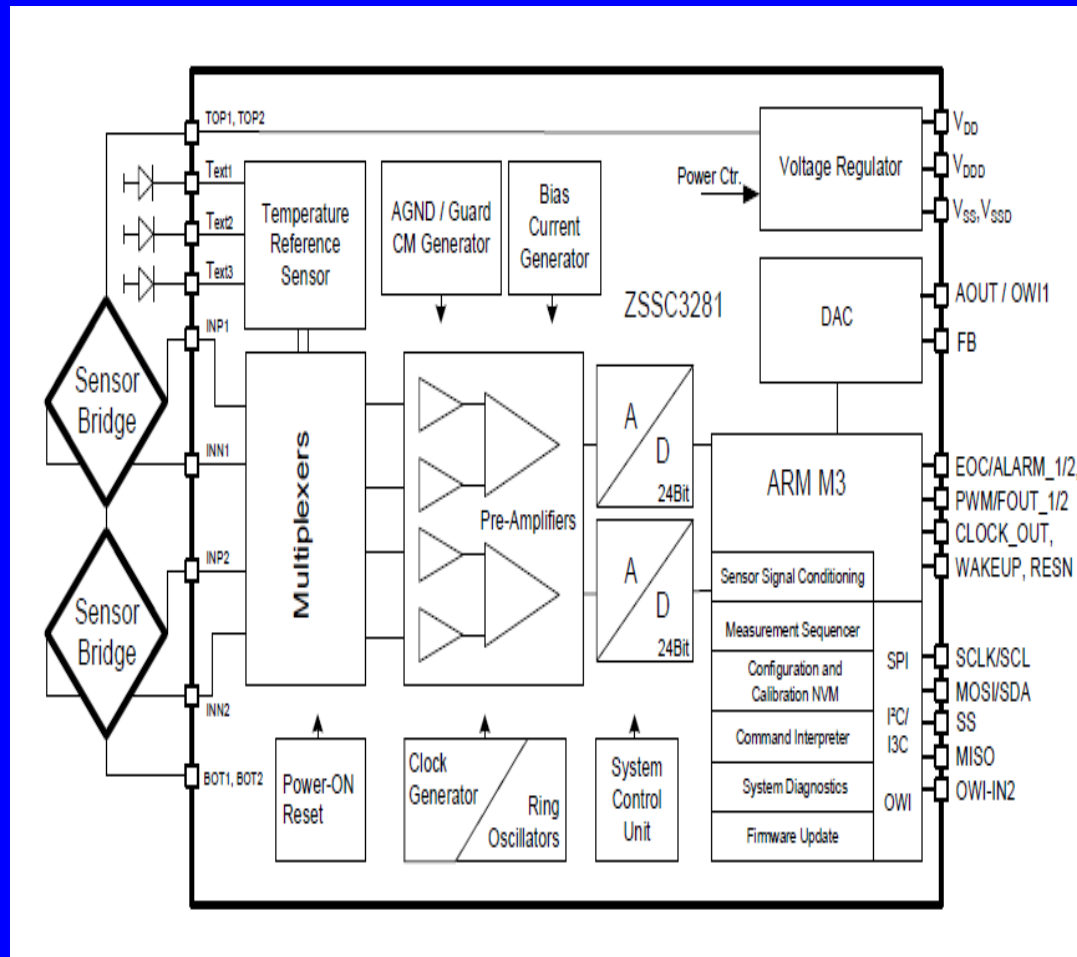 TOP1, TOP2
Text1
Text2
Text3
INP1
INN1
INP2
INN2
BOT1, BOT2
Sensor
Bridge
Sensor
Bridge
Temperature
Reference
Sensor
AGND / Guard
CM Generator
Bias
Current
Generator
Power Ctr.
Voltage Regulator
ZSSC3281
DAC
Multiplexers
Pre-Amplifiers
A
D
24Bit
A
D
24Bit
ARM M3
Sensor Signal Conditioning
Measurement Sequencer
Configuration and
Calibration NVM
Command Interpreter
System Diagnostics
Firmware Update
SPI
I²C/
I3C
OWI
Power-ON
Reset
Clock
Generator
Ring
Oscillators
System
Control
Unit
VDD
VDDD
VSS, VSSD
AOUT / OWI1
FB
EOC/ALARM_1/2,
PWM/FOUT_1/2
CLOCK_OUT,
WAKEUP, RESN
SCLK/SCL
MOSI/SDA
SS
MISO
OWI-IN2